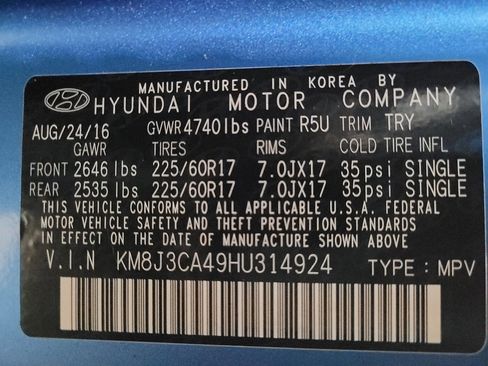 MANUFACTURED IN KOREA BY
HYUNDAI MOTOR COMPANY
AUG/24/16 GVWR 4740lbs PAINT R5U TRIM TRY
GAWR TIRES RIMS COLD TIRE INFL
FRONT 2646 lbs 225/60R17 7.0JX17 35psi SINGLE
REAR 2535 lbs 225/60R17 7.0JX17 35psi SINGLE
THIS VEHICLE CONFORMS TO ALL APPLICABLE U.S.A. FEDERAL
MOTOR VEHICLE SAFETY AND THEFT PREVENTION STANDARDS
IN EFFECT ON THE DATE OF MANUFACTURE SHOWN ABOVE.
V.I.N KM8J3CA49HU314924 TYPE : MPV